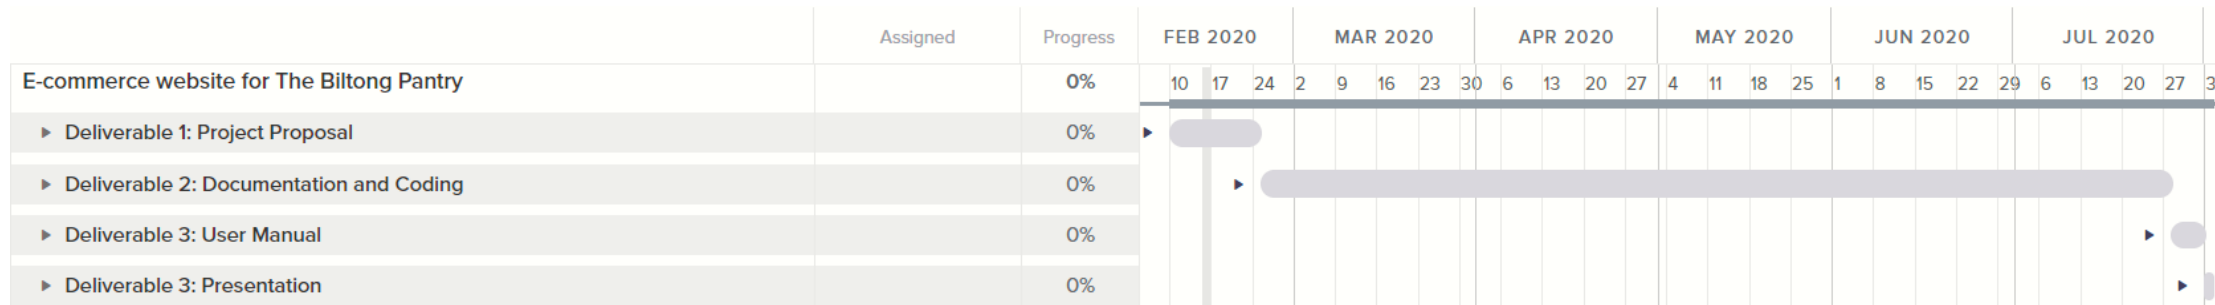 Assigned Progress FEB 2020 MAR 2020 APR 2020 MAY 2020 JUN 2020 JUL 2020
E-commerce website for The Biltong Pantry 0% 10 17 24 2 9 16 23 30 6 13 20 27 4 11 18 25 1 8 15 22 29 6 13 20 27 3
Deliverable 1: Project Proposal 0%
Deliverable 2: Documentation and Coding 0%
Deliverable 3: User Manual 0%
Deliverable 3: Presentation 0%